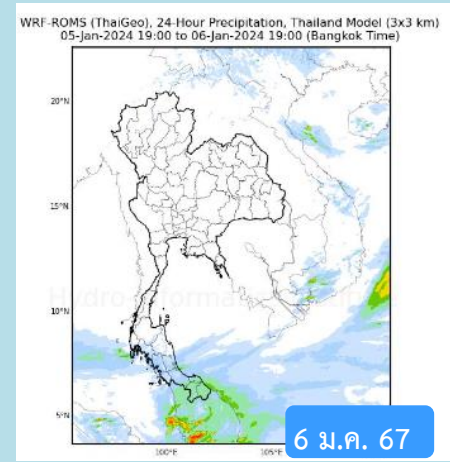 WRF-ROMS (ThaiGeo), 24-Hour Precipitation, Thailand Model (3x3 km)
05-Jan-2024 19:00 to 06-Jan-2024 19:00 (Bangkok Time)
20°N
15°N
10°N
5°N
100°E
105°E
6 ม.ค. 67